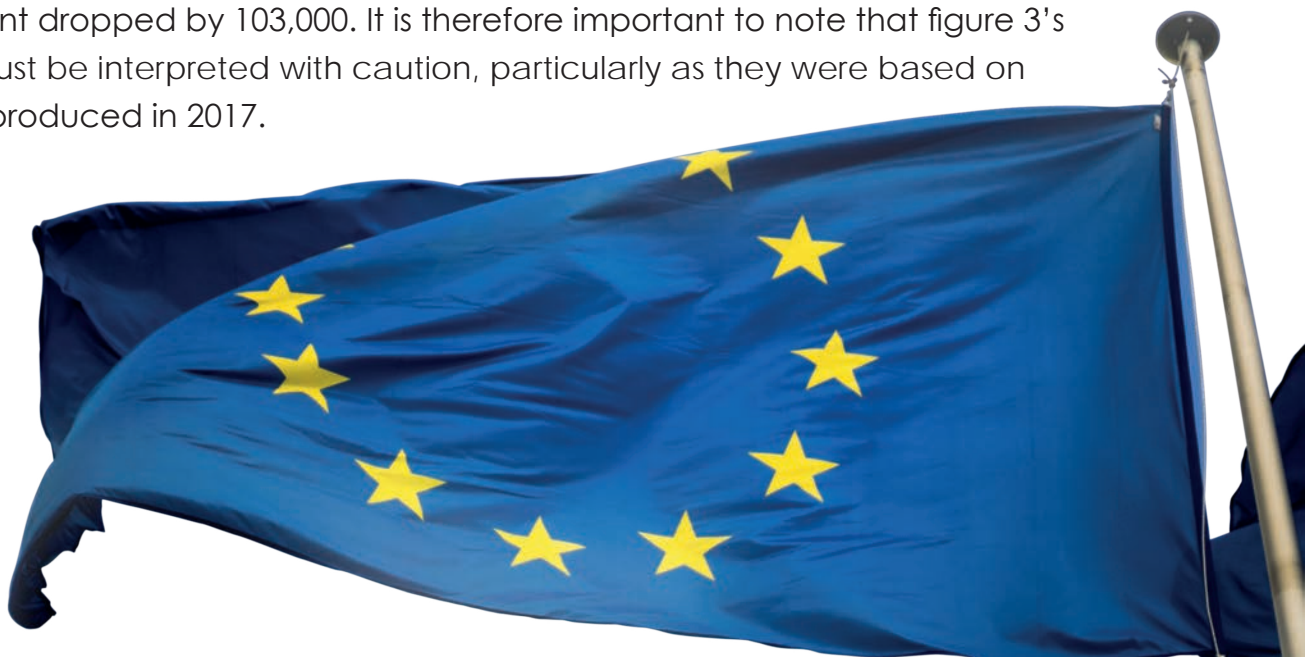 nt dropped by 103,000. It is therefore important to note that figure 3's
ust be interpreted with caution, particularly as they were based on
produced in 2017.